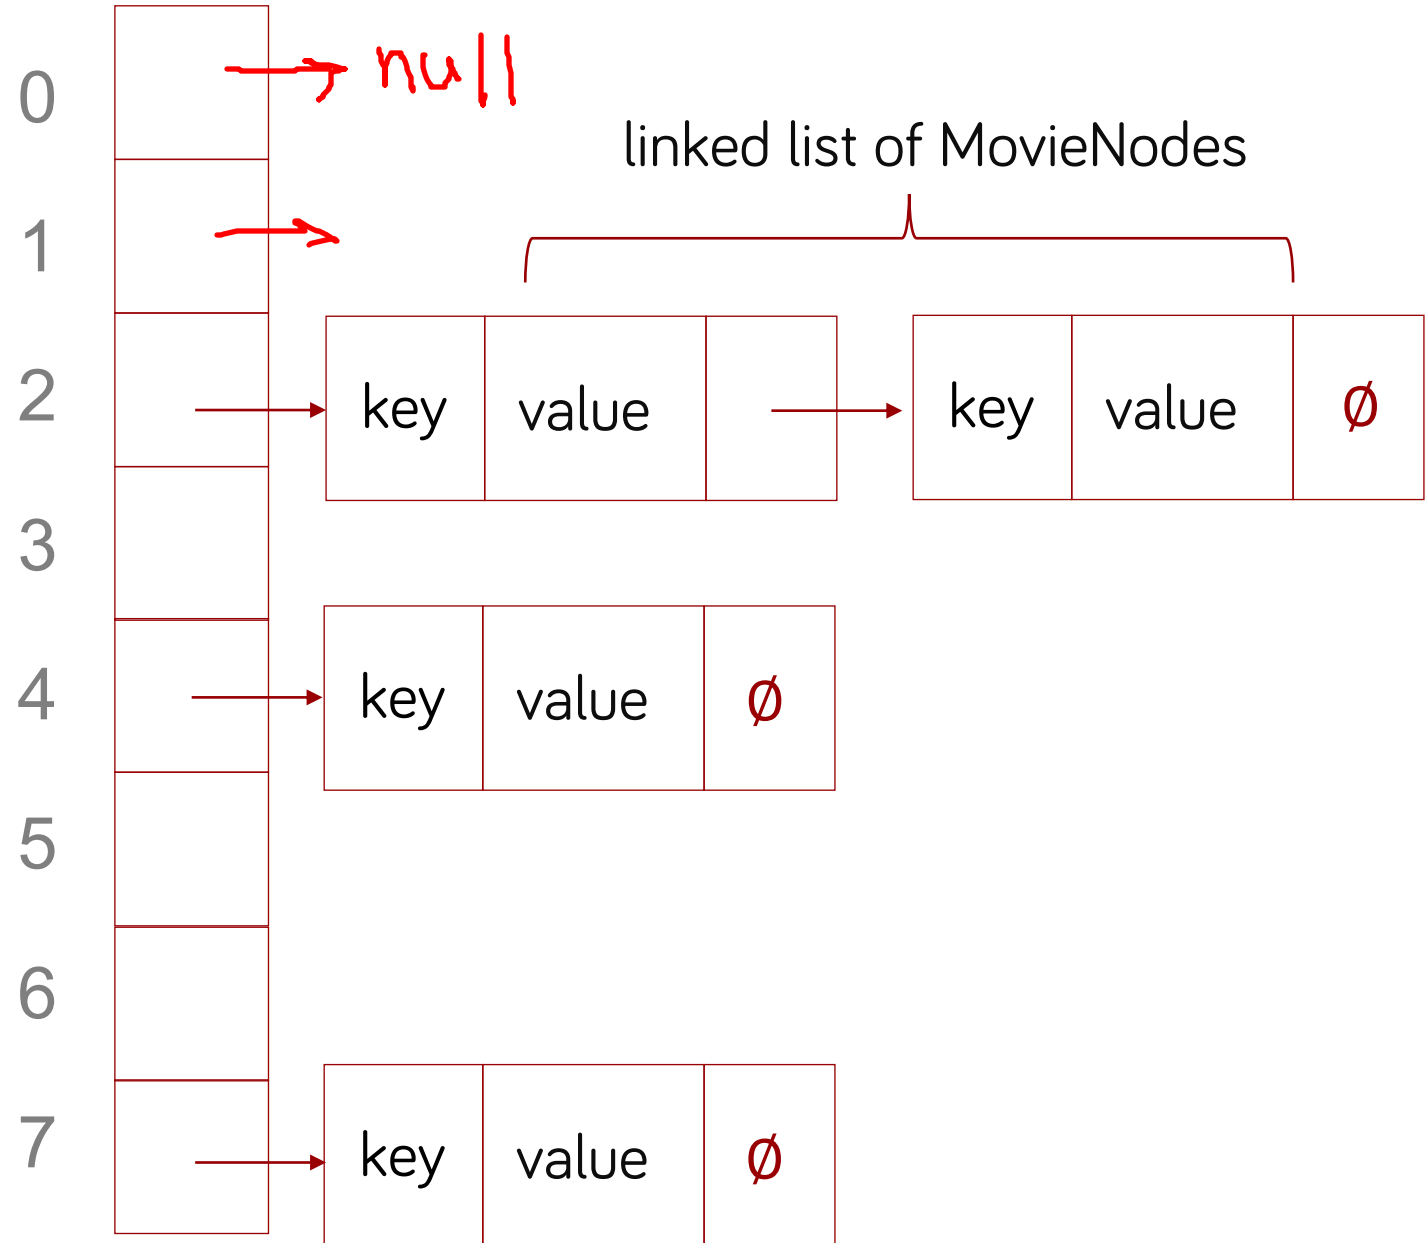 0 null
linked list of MovieNodes
1
2 key value key value Ø
3
4 key value Ø
5
6
7 key value Ø